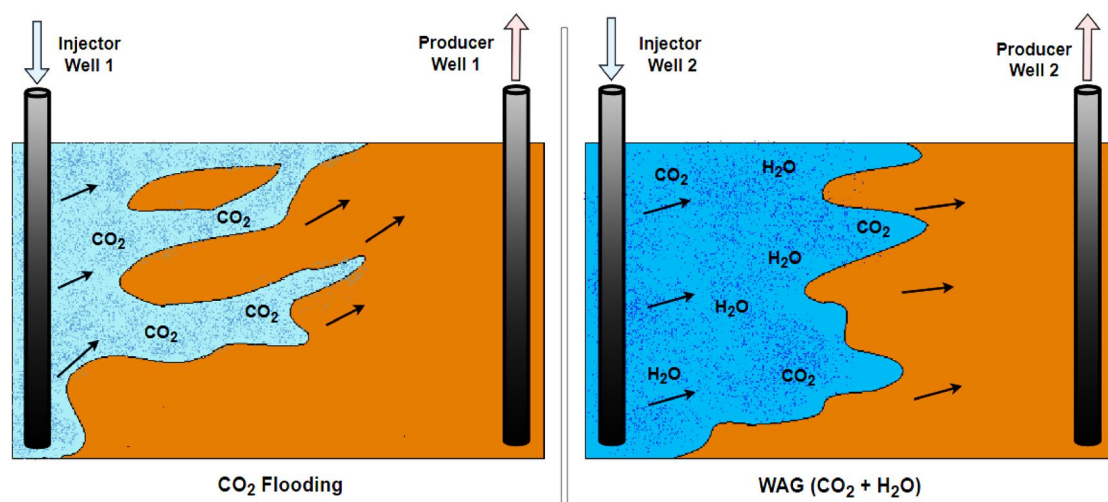 Injector
Well 1
Producer
Well 1
CO₂
CO₂
CO₂
CO₂
CO₂ Flooding
Injector
Well 2
Producer
Well 2
H₂O
CO₂
CO₂
H₂O
H₂O
H₂O
CO₂
WAG (CO₂ + H₂O)